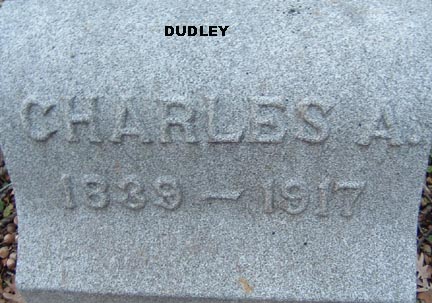 DUDLEY
CHARLES A.
1839 – 1917